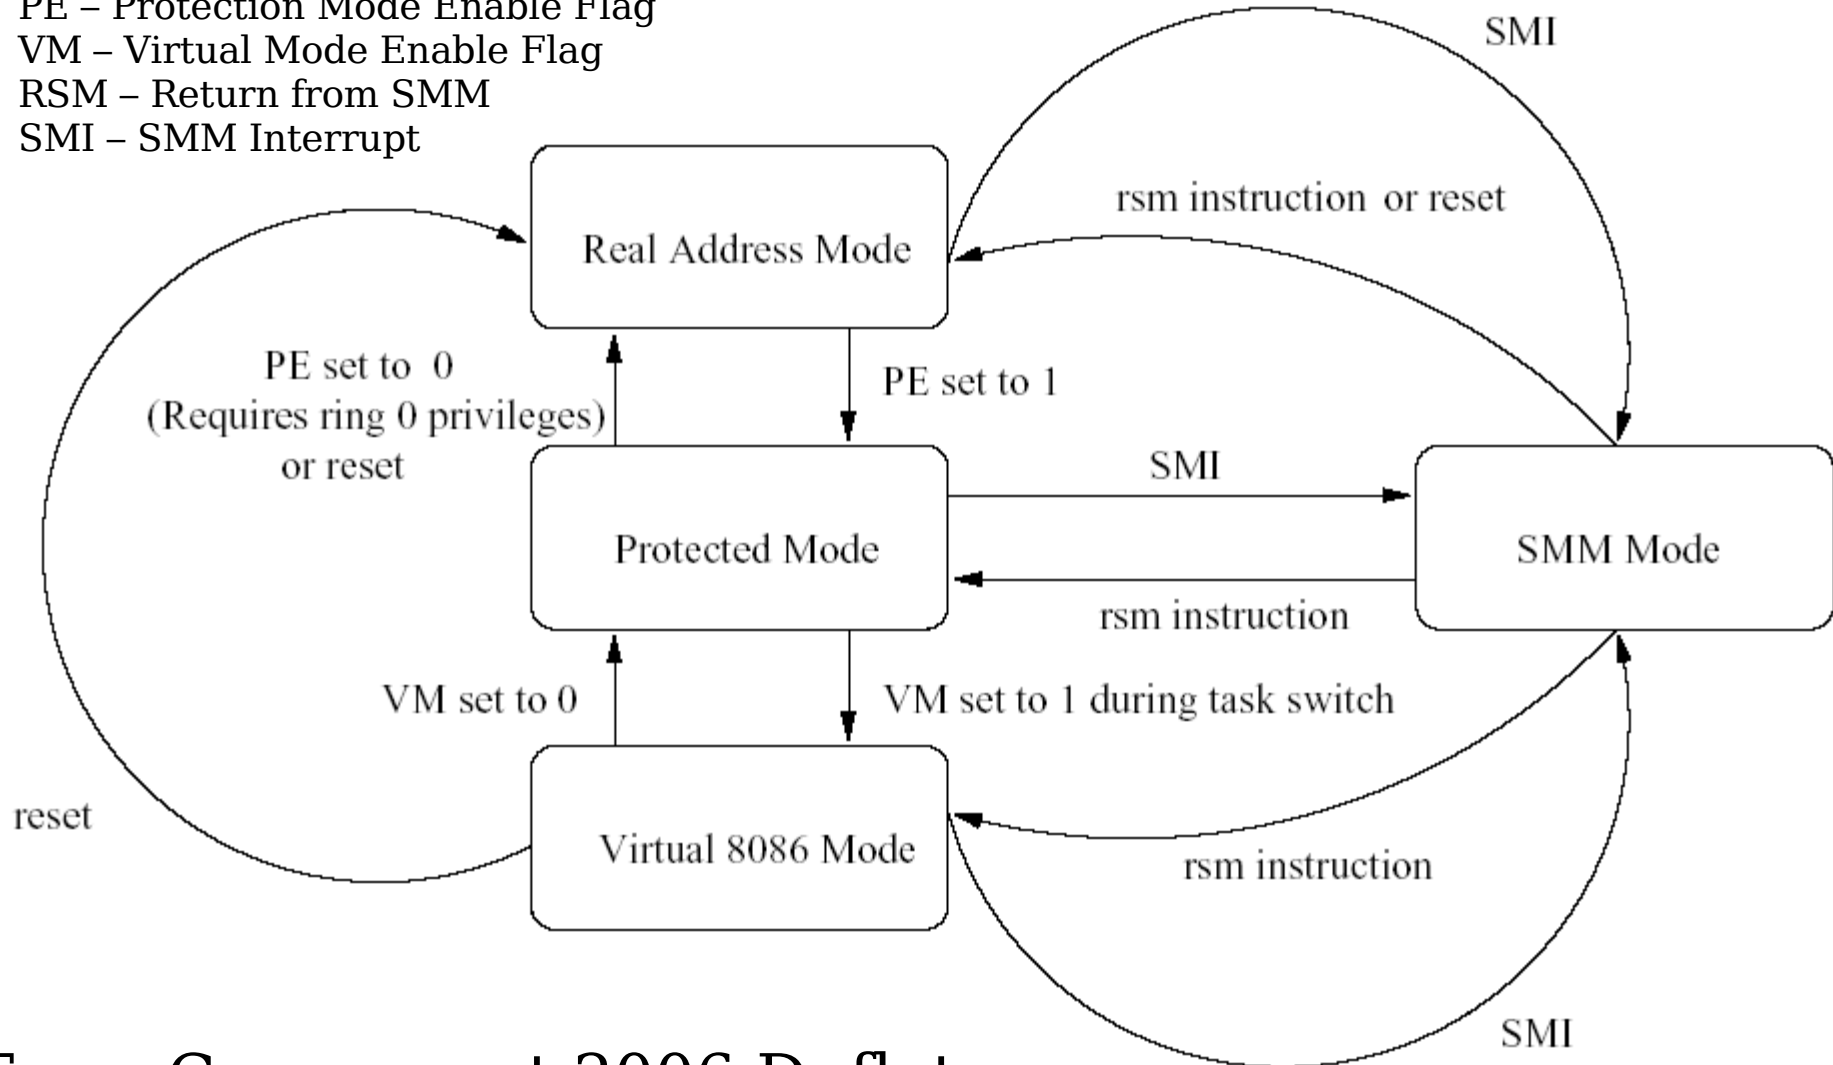 PE – Protection Mode Enable Flag
VM – Virtual Mode Enable Flag
RSM – Return from SMM
SMI – SMM Interrupt
SMI
rsm instruction or reset
Real Address Mode
PE set to 0
(Requires ring 0 privileges)
or reset
PE set to 1
SMI
Protected Mode
SMM Mode
rsm instruction
VM set to 0
VM set to 1 during task switch
reset
Virtual 8086 Mode
rsm instruction
SMI
2006